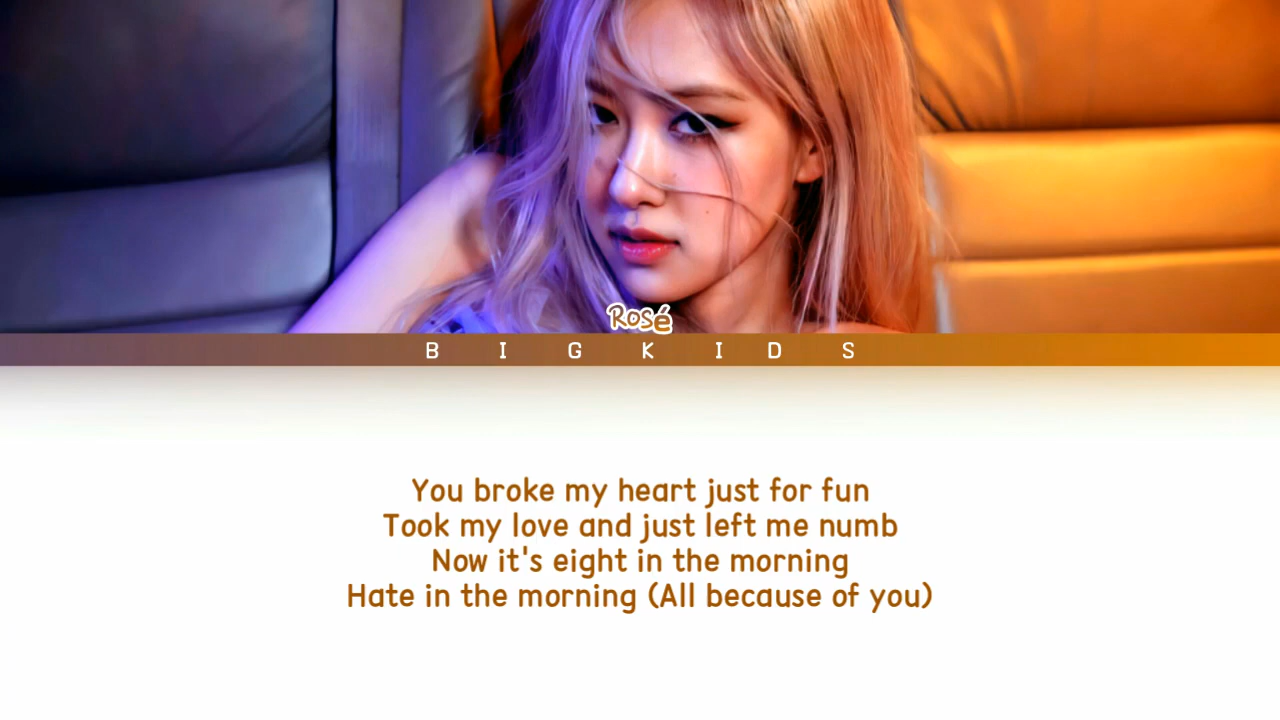 Rosé
BIGKIDS
You broke my heart just for fun
Took my love and just left me numb
Now it's eight in the morning
Hate in the morning (All because of you)